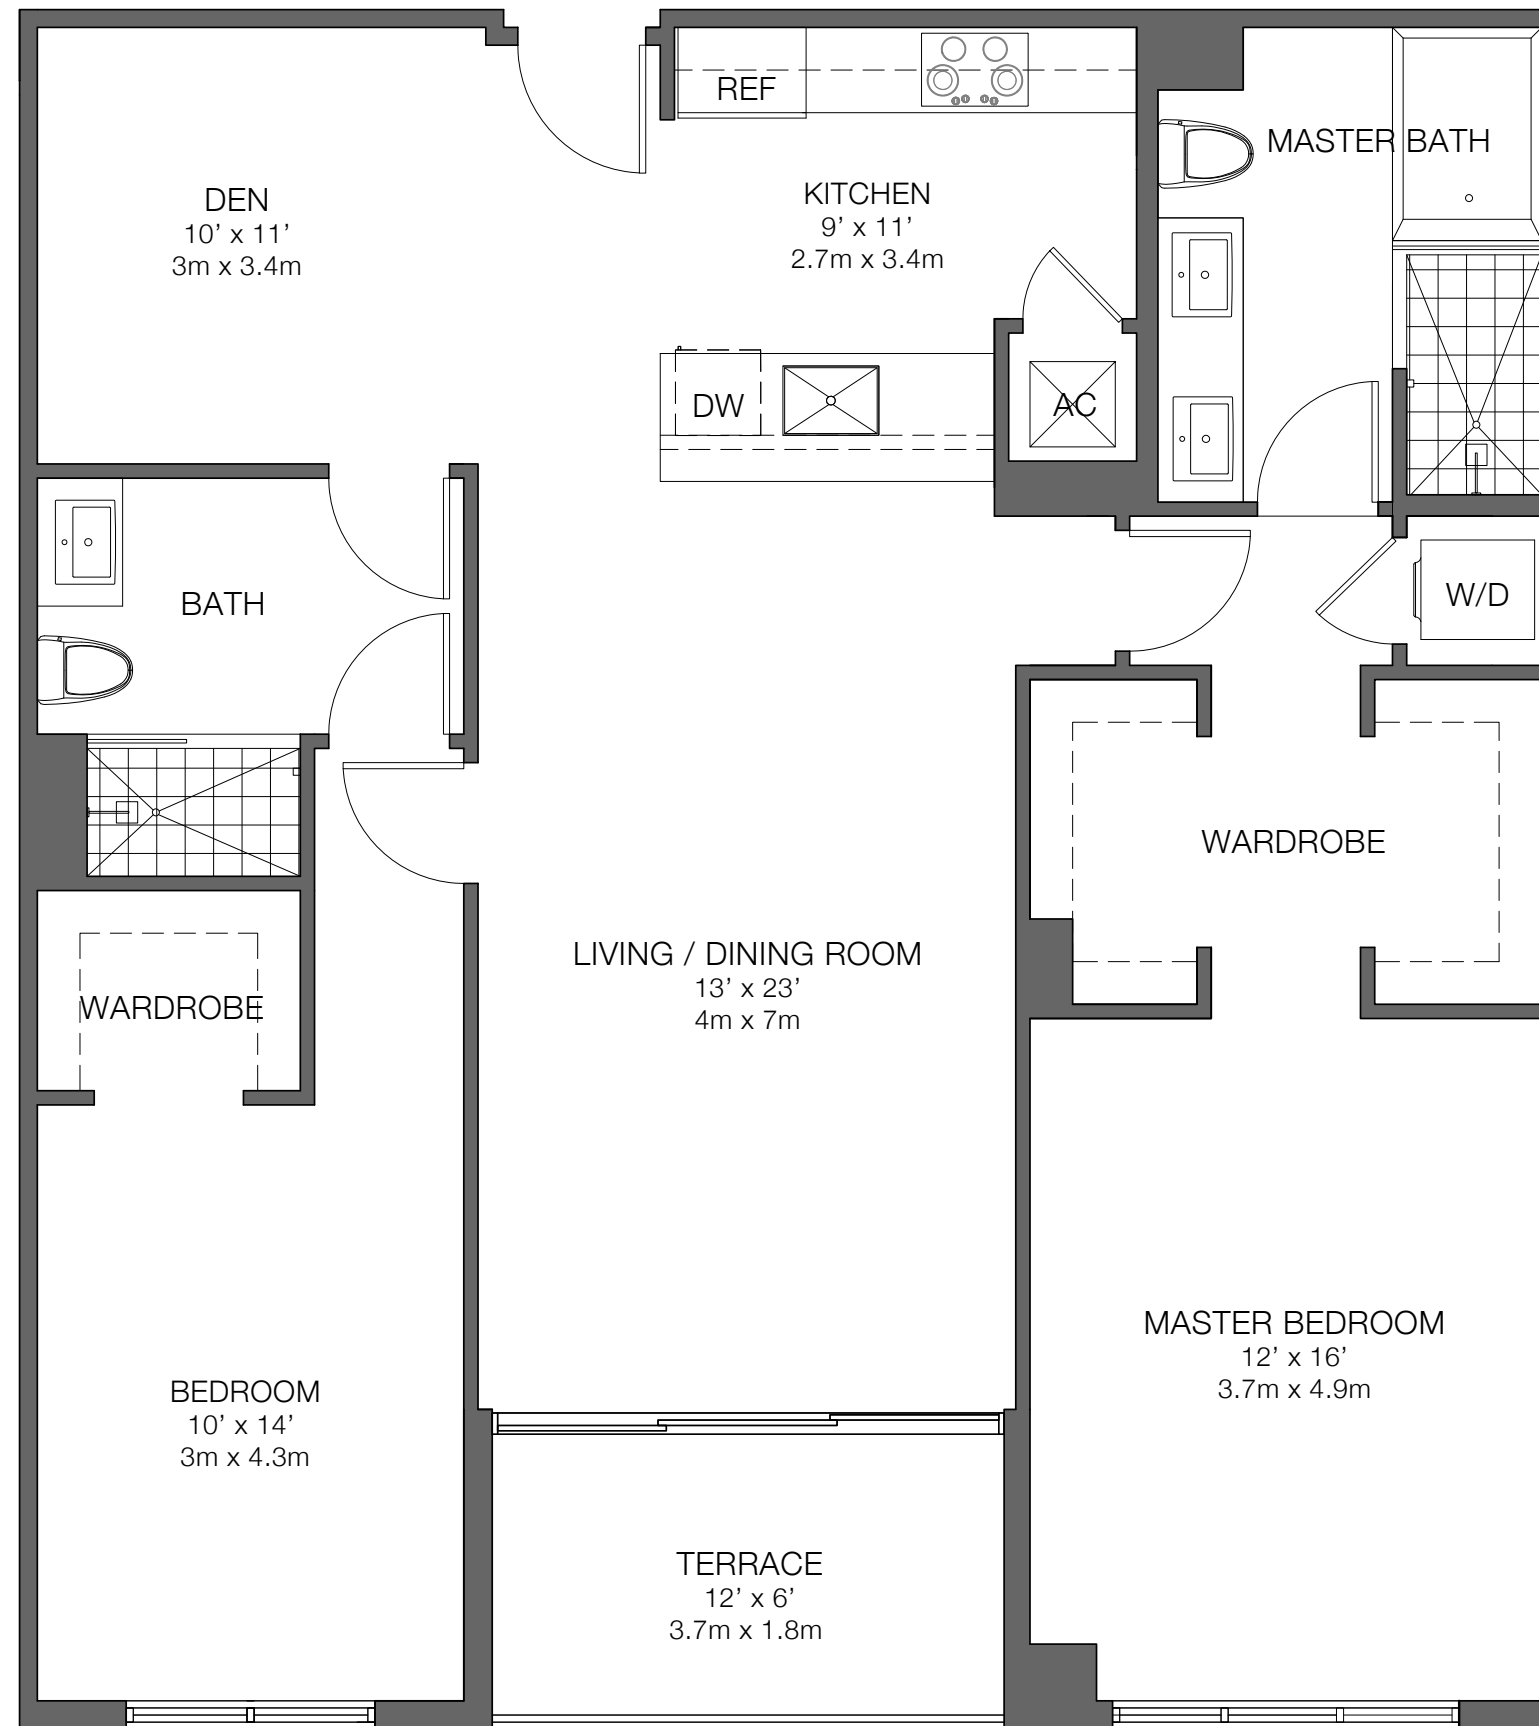 REF
MASTER BATH
DEN
10’ x 11’
3m x 3.4m
KITCHEN
9’ x 11’
2.7m x 3.4m
DW
AC
BATH
W/D
WARDROBE
LIVING / DINING ROOM
13’ x 23’
4m x 7m
WARDROBE
MASTER BEDROOM
12’ x 16’
3.7m x 4.9m
BEDROOM
10’ x 14’
3m x 4.3m
TERRACE
12’ x 6’
3.7m x 1.8m